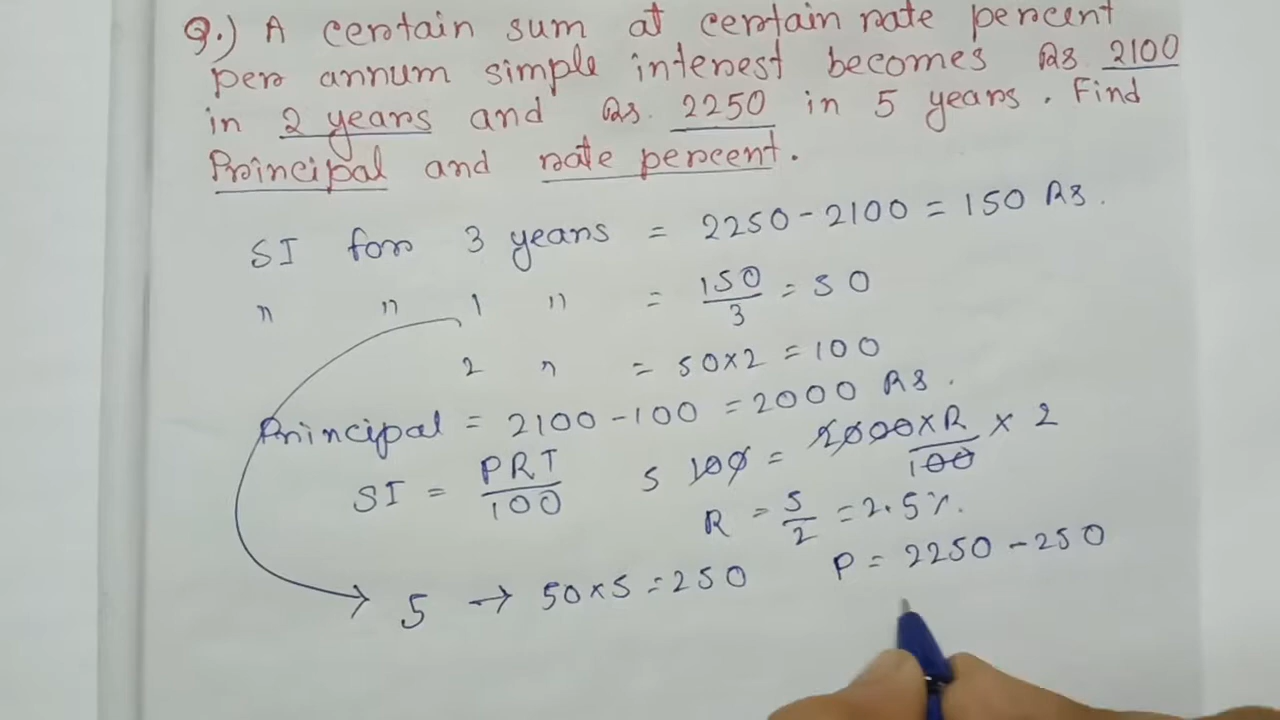 Q.) A certain sum at certain rate percent
per annum simple interest becomes Rs 2100
in 2 years and Rs. 2250 in 5 years. Find
Principal and rate percent.
SI for 3 years = 2250-2100 = 150 Rs.
" " 1 " = 150/3 = 50
2 " = 50×2 = 100
Principal = 2100-100 = 2000 Rs.
SI = PRT/100 5 100 = 2000×R/100 × 2
R = 5/2 = 2.5%.
5 → 50×5 = 250 P = 2250-250